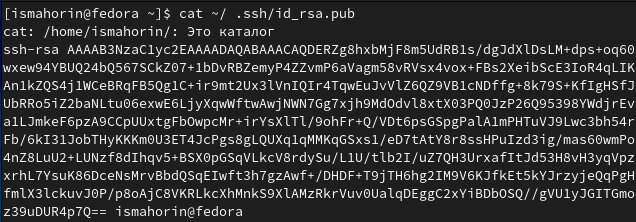 [ismahorin@fedora ~]$ cat ~/ .ssh/id_rsa.pub
cat: /home/ismahorin/: Это каталог
ssh-rsa AAAAB3NzaC1yc2EAAAADAQABAAACAQDERZg8hxbMjF8m5UdRB1s/dgJdXlDsLM+dps+oq60
wxew94YBUQ24bQ567SCkZ07+1bDvRBZemyP4ZZvmP6aVagm58vRVsx4vox+FBs2XeibScE3IoR4qLIK
An1kZQS4j1WCeBRqFB5Qg1C+ir9mt2Ux3lVnIQIr4TqwEuJvVlZ6QZ9VB1cNDffg+8k79S+KfIgHSfJ
UbRRo5iZ2baNLtu06exwE6LjyXqwWftwAwjNWN7Gg7xjh9MdOdvl8xtX03PQ0JzP26Q95398YWdjrEv
a1LJmkeF6pzA9CCpUUxtgFbOwpcMr+irYsXlTl/9ohFr+Q/VDt6psGSpgPalA1mPHTuVJ9Lwc3bh54r
Fb/6kI31JobTHyKKKm0U3ET4JcPgs8gLQUXq1qMMKqGSxs1/eD7tAtY8r8ssHPuIzd3ig/mas60wmPo
4nZ8LuU2+LUNzf8dIhqv5+BSX0pGSqVLkcV8rdySu/L1U/tlb2I/uZ7QH3UrxafItJd53H8vH3yqVpz
xrhL7YsuK86DceNsMrvBbdQSqEIwft3h7gzAwf+/DHDF+T9jTH6hg2IM9V6KJfkEt5kYJrzyjeQqPgH
fmlX3lckuvJ0P/p8oAjC8VKRLkcXhMnkS9XlAMzRkrVuv0UalqDEggC2xYiBDbOSQ//gVU1yJGITGmo
z39uDUR4p7Q== ismahorin@fedora